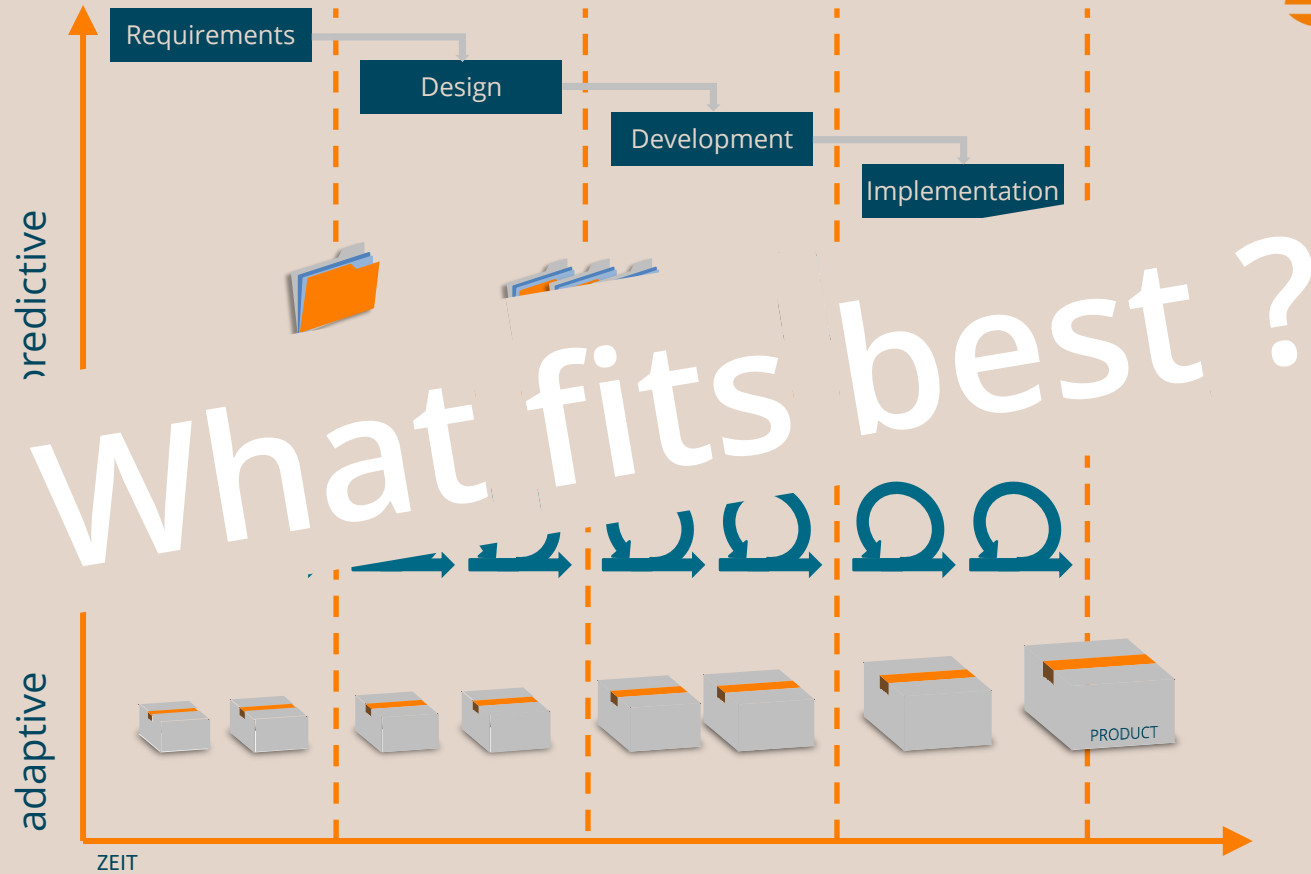 Requirements
Design
Development
Implementation
predictive
What fits best ?
adaptive
PRODUCT
ZEIT